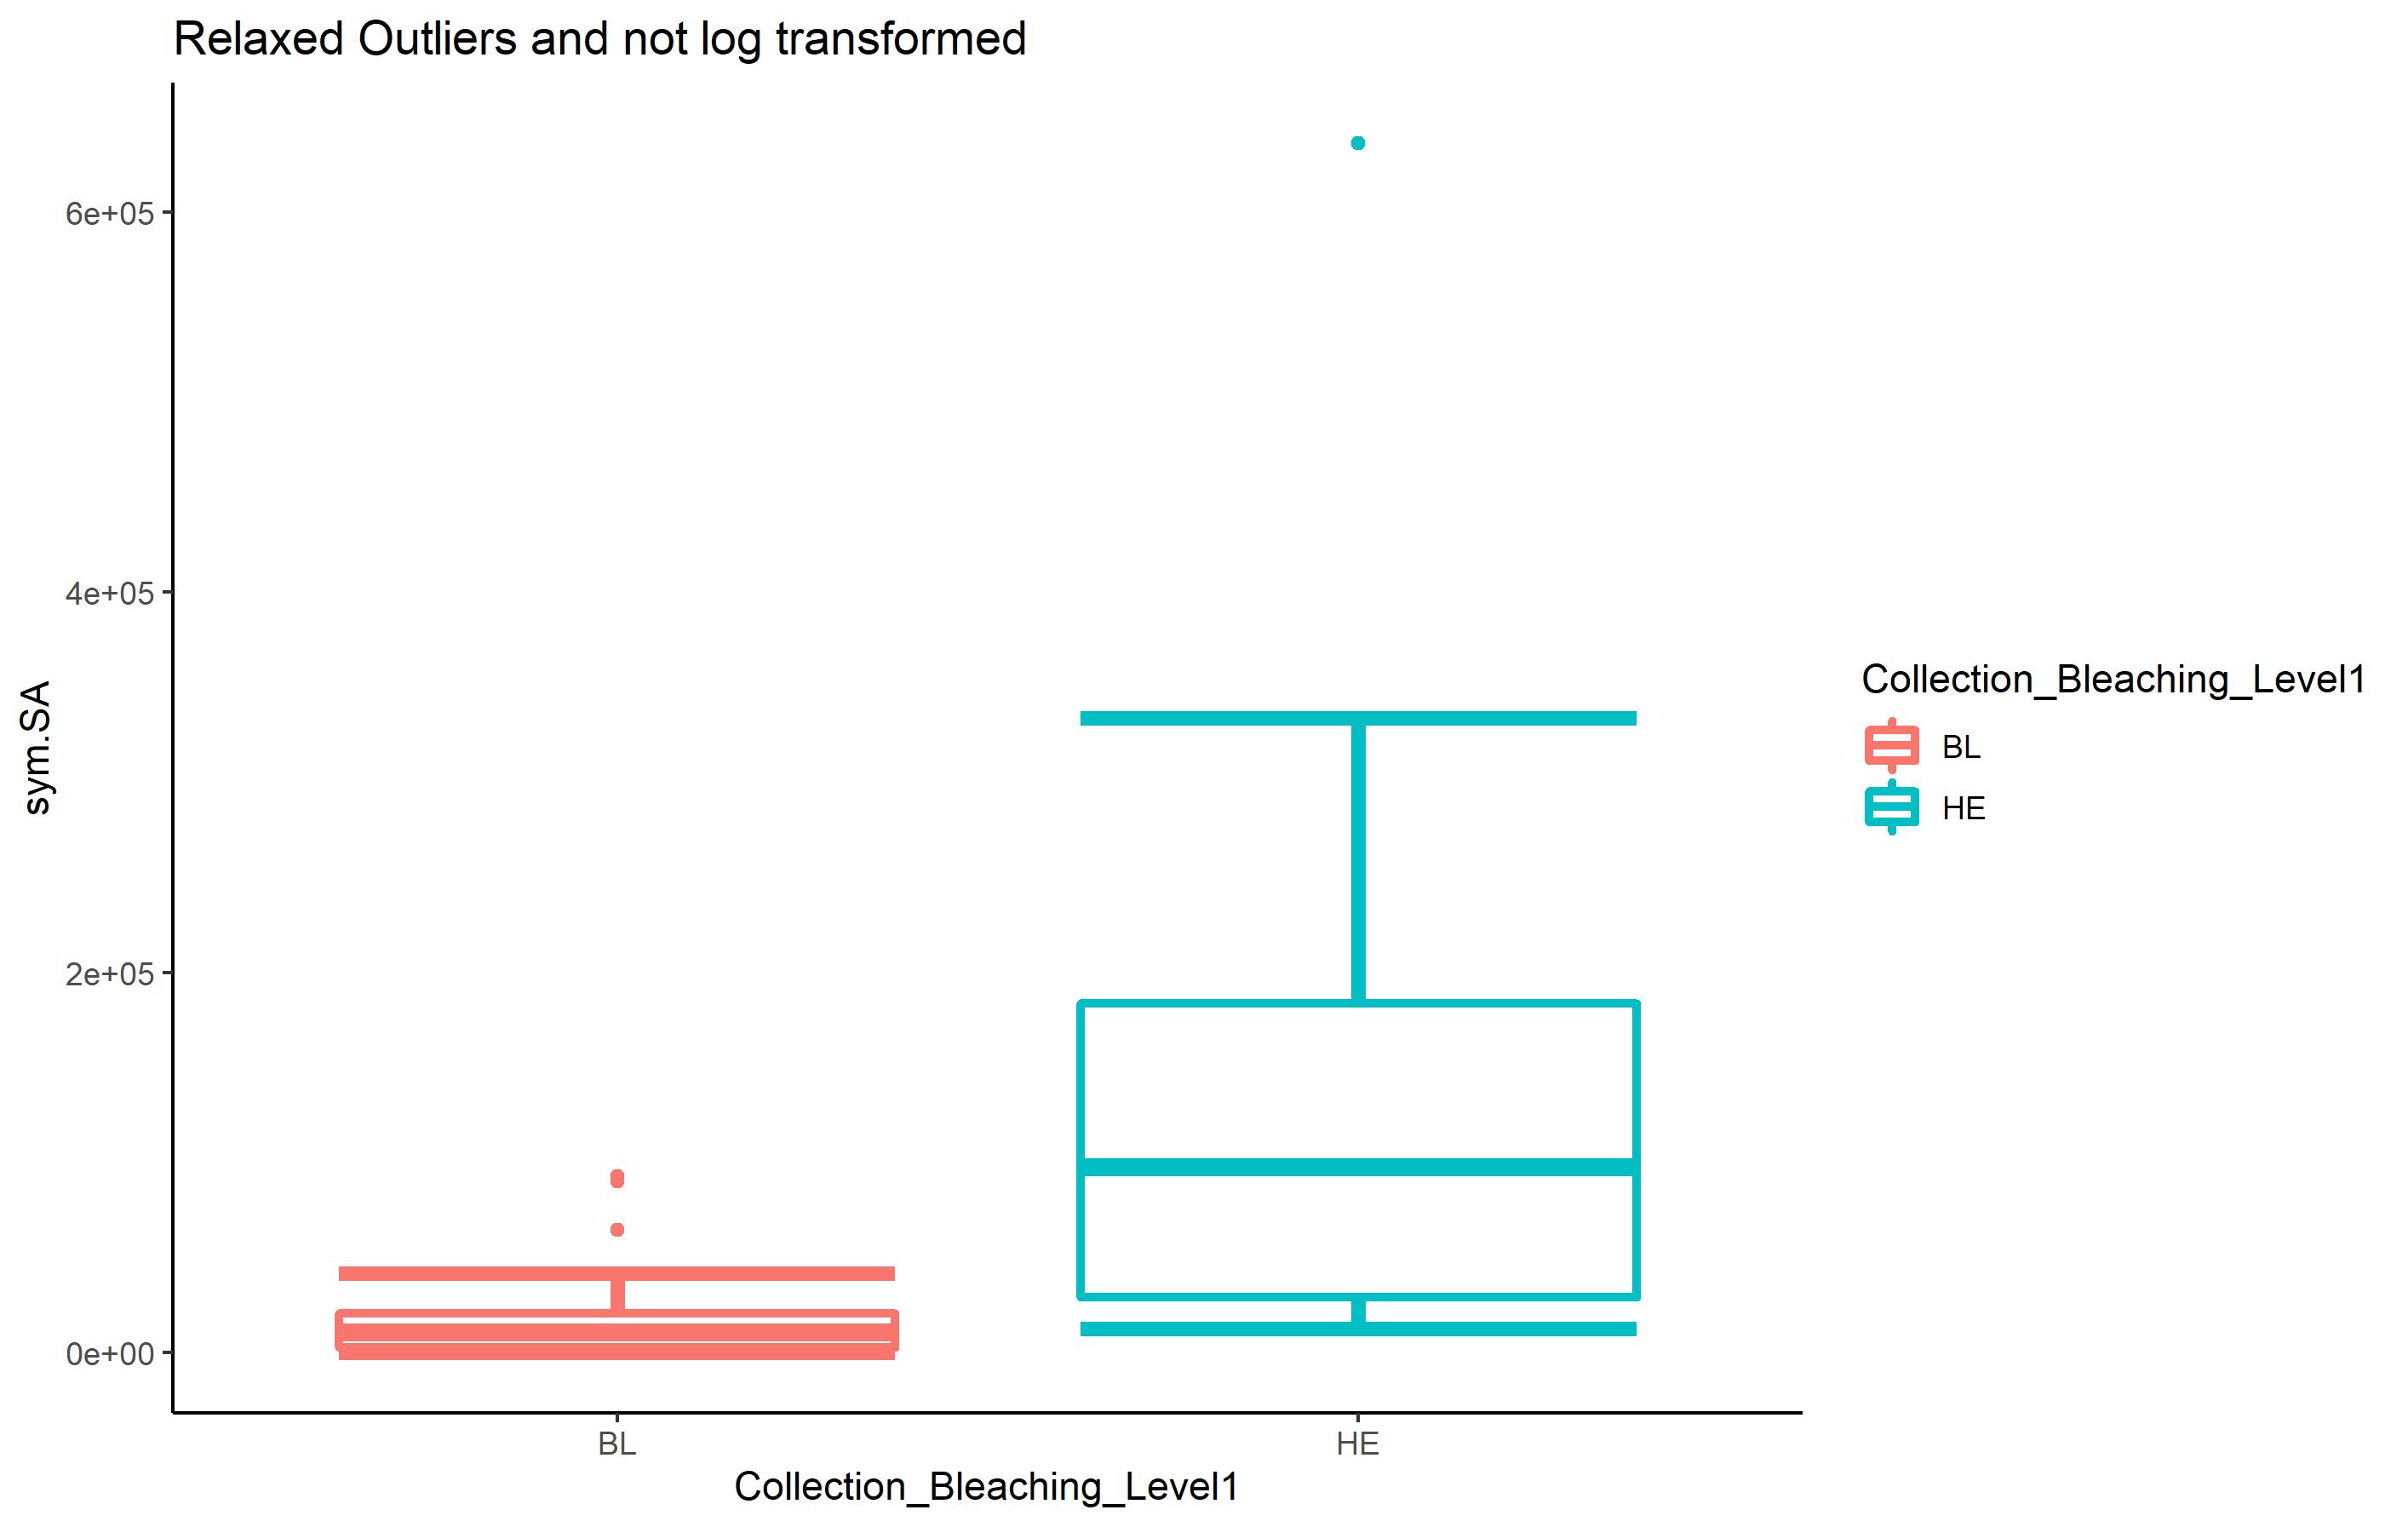 Relaxed Outliers and not log transformed
6e+05
4e+05
2e+05
0e+00
sym.SA
BL
HE
Collection_Bleaching_Level1
Collection_Bleaching_Level1
BL
HE